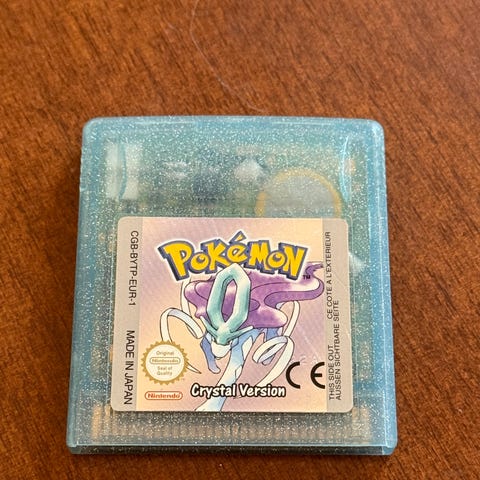 POKéMON
TM
CGB-BYTP-EUR-1
MADE IN JAPAN
Original
Nintendo
Seal of
Quality
Nintendo
Crystal Version
CE
THIS SIDE OUT CE COTE A L'EXTERIEUR
AUSSEN SICHTBARE SEITE